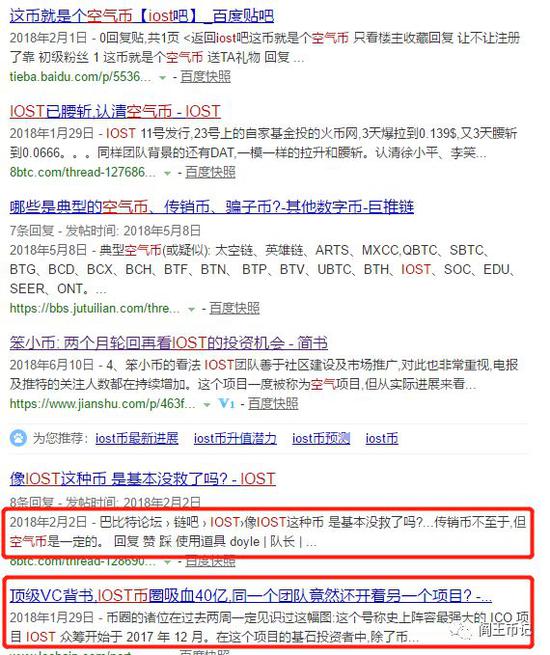 这币就是个空气币【iost吧】_百度贴吧
2018年2月1日 - 0回复贴,共1页 <返回iost吧这币就是个空气币 只看楼主收藏回复 让不让注册
了靠 初级粉丝 1 这币就是个空气币 送TA礼物 回复 ...
tieba.baidu.com/p/5536... - 百度快照
IOST已腰斩,认清空气币 - IOST
2018年1月29日 - IOST 11号发行,23号上的自家基金投的火币网,3天爆拉到0.139$,又3天腰斩
到0.0666。。。同样团队背景的还有DAT,一模一样的拉升和腰斩。认清徐小平、李笑...
8btc.com/thread-127686... - 百度快照
哪些是典型的空气币、传销币、骗子币?-其他数字币-巨推链
7条回复 - 发帖时间: 2018年5月8日
2018年5月8日 - 典型空气币(或疑似): 太空链、英雄链、ARTS、MXCC,QBTC、SBTC、
BTG、BCD、BCX、BCH、BTF、BTN、 BTP、BTV、UBTC、BTH、IOST、SOC、EDU、
SEER、ONT。...
https://bbs.jutuilian.com/thre... - 百度快照
笨小币: 两个月轮回再看IOST的投资机会 - 简书
2018年6月10日 - 4、笨小币的看法 IOST团队善于社区建设及市场推广,对此也非常重视,电报
及推特的关注人数都在持续增加。这个项目一度被称为空气项目,但从实际进展来看...
https://www.jianshu.com/p/463f... V1 - 百度快照
为您推荐: iost币最新进展 iost币升值潜力 iost币预测 iost币
像IOST这种币 是基本没救了吗? - IOST
8条回复 - 发帖时间: 2018年2月2日
2018年2月2日 - 巴比特论坛 › 链吧 › IOST›像IOST这种币 是基本没救了吗?...传销币不至于,但
空气币是一定的。 回复 赞 踩 使用道具 doyle | 队长 | ...
8btc.com/thread-128690... - 百度快照
顶级VC背书,IOST币圈吸血40亿,同一个团队竟然还开着另一个项目? -...
2018年1月29日 - 币圈的诸位在过去两周一定见识过这幅图:这个号称史上阵容最强大的 ICO 项
目 IOST 众筹开始于 2017 年 12 月。在这个项目的基石投资者中,除了币...
阎王币记
百度快照